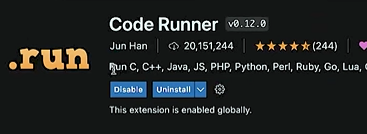 Code Runner v0.12.0
.run
Jun Han 20,151,244 (244)
Run C, C++, Java, JS, PHP, Python, Perl, Ruby, Go, Lua,
Disable Uninstall
This extension is enabled globally.